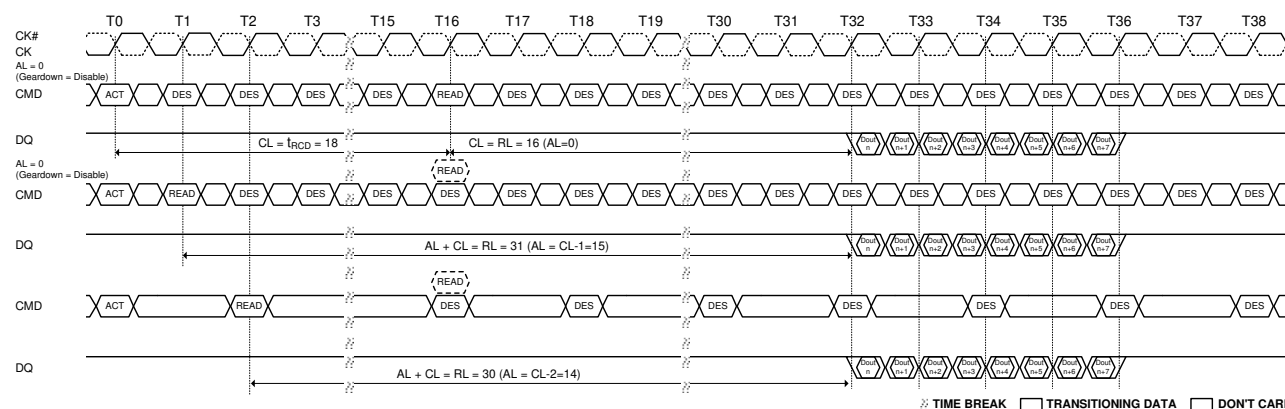 T0 T1 T2 T3 T15 T16 T17 T18 T19 T30 T31 T32 T33 T34 T35 T36 T37 T38
CK#
CK
AL = 0
(Geardown = Disable)
CMD ACT DES DES DES DES READ DES DES DES DES DES DES DES DES DES DES DES DES
DQ CL = tRCD = 18 CL = RL = 16 (AL=0) Dout n Dout n+1 Dout n+2 Dout n+3 Dout n+4 Dout n+5 Dout n+6 Dout n+7
AL = 0
(Geardown = Disable)
READ
CMD ACT READ DES DES DES DES DES DES DES DES DES DES DES DES DES DES DES DES
DQ AL + CL = RL = 31 (AL = CL-1=15) Dout n Dout n+1 Dout n+2 Dout n+3 Dout n+4 Dout n+5 Dout n+6 Dout n+7
READ
CMD ACT READ DES DES DES DES DES DES DES
DQ AL + CL = RL = 30 (AL = CL-2=14) Dout n Dout n+1 Dout n+2 Dout n+3 Dout n+4 Dout n+5 Dout n+6 Dout n+7
TIME BREAK TRANSITIONING DATA DON'T CARE